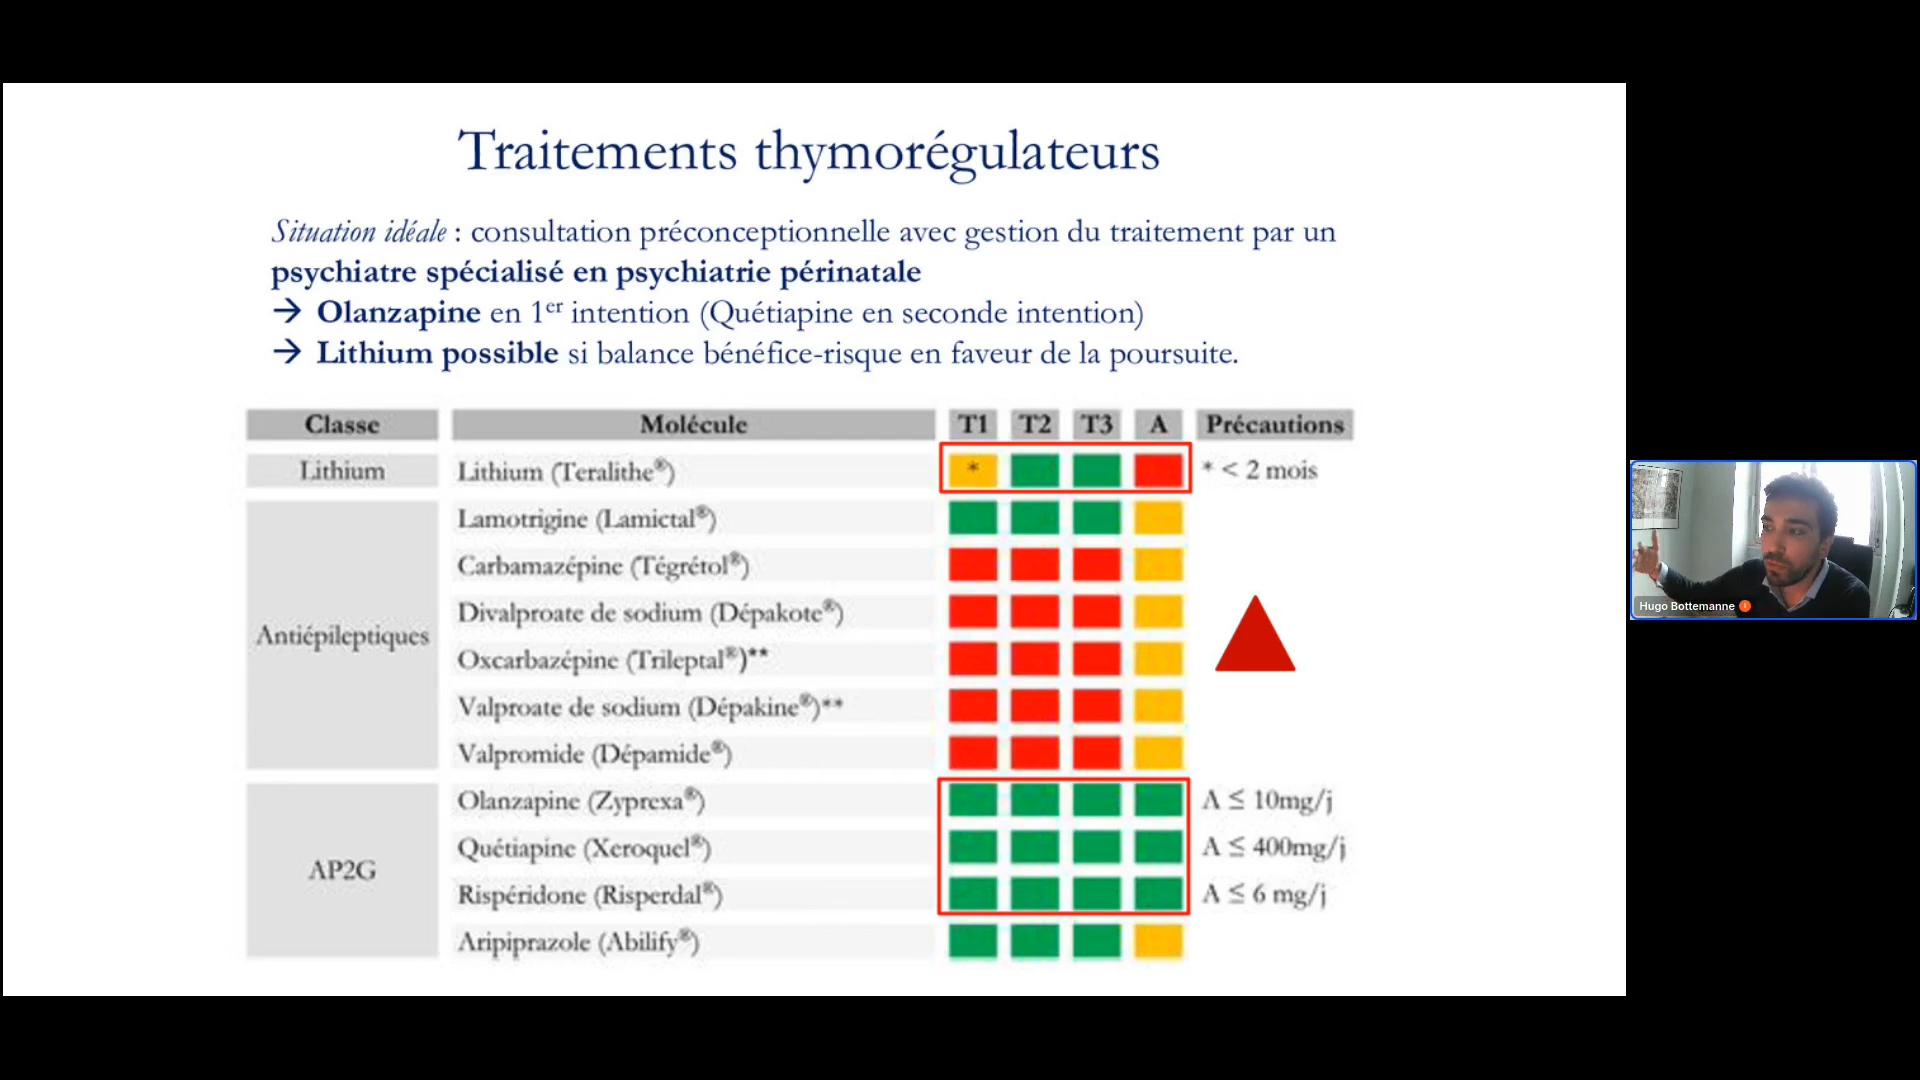 Traitements thymorégulateurs
Situation idéale : consultation préconceptionnelle avec gestion du traitement par un
psychiatre spécialisé en psychiatrie périnatale
→ Olanzapine en 1er intention (Quétiapine en seconde intention)
→ Lithium possible si balance bénéfice-risque en faveur de la poursuite.
Classe Molécule T1 T2 T3 A Précautions
Lithium Lithium (Teralithe®) * * < 2 mois
Lamotrigine (Lamictal®)
Carbamazépine (Tégrétol®)
Divalproate de sodium (Dépakote®)
Antiépileptiques
Oxcarbazépine (Trileptal®)**
Valproate de sodium (Dépakine®)**
Valpromide (Dépamide®)
Olanzapine (Zyprexa®) A ≤ 10mg/j
Quétiapine (Xeroquel®) A ≤ 400mg/j
AP2G
Rispéridone (Risperdal®) A ≤ 6 mg/j
Aripiprazole (Abilify®)
Hugo Bottemanne